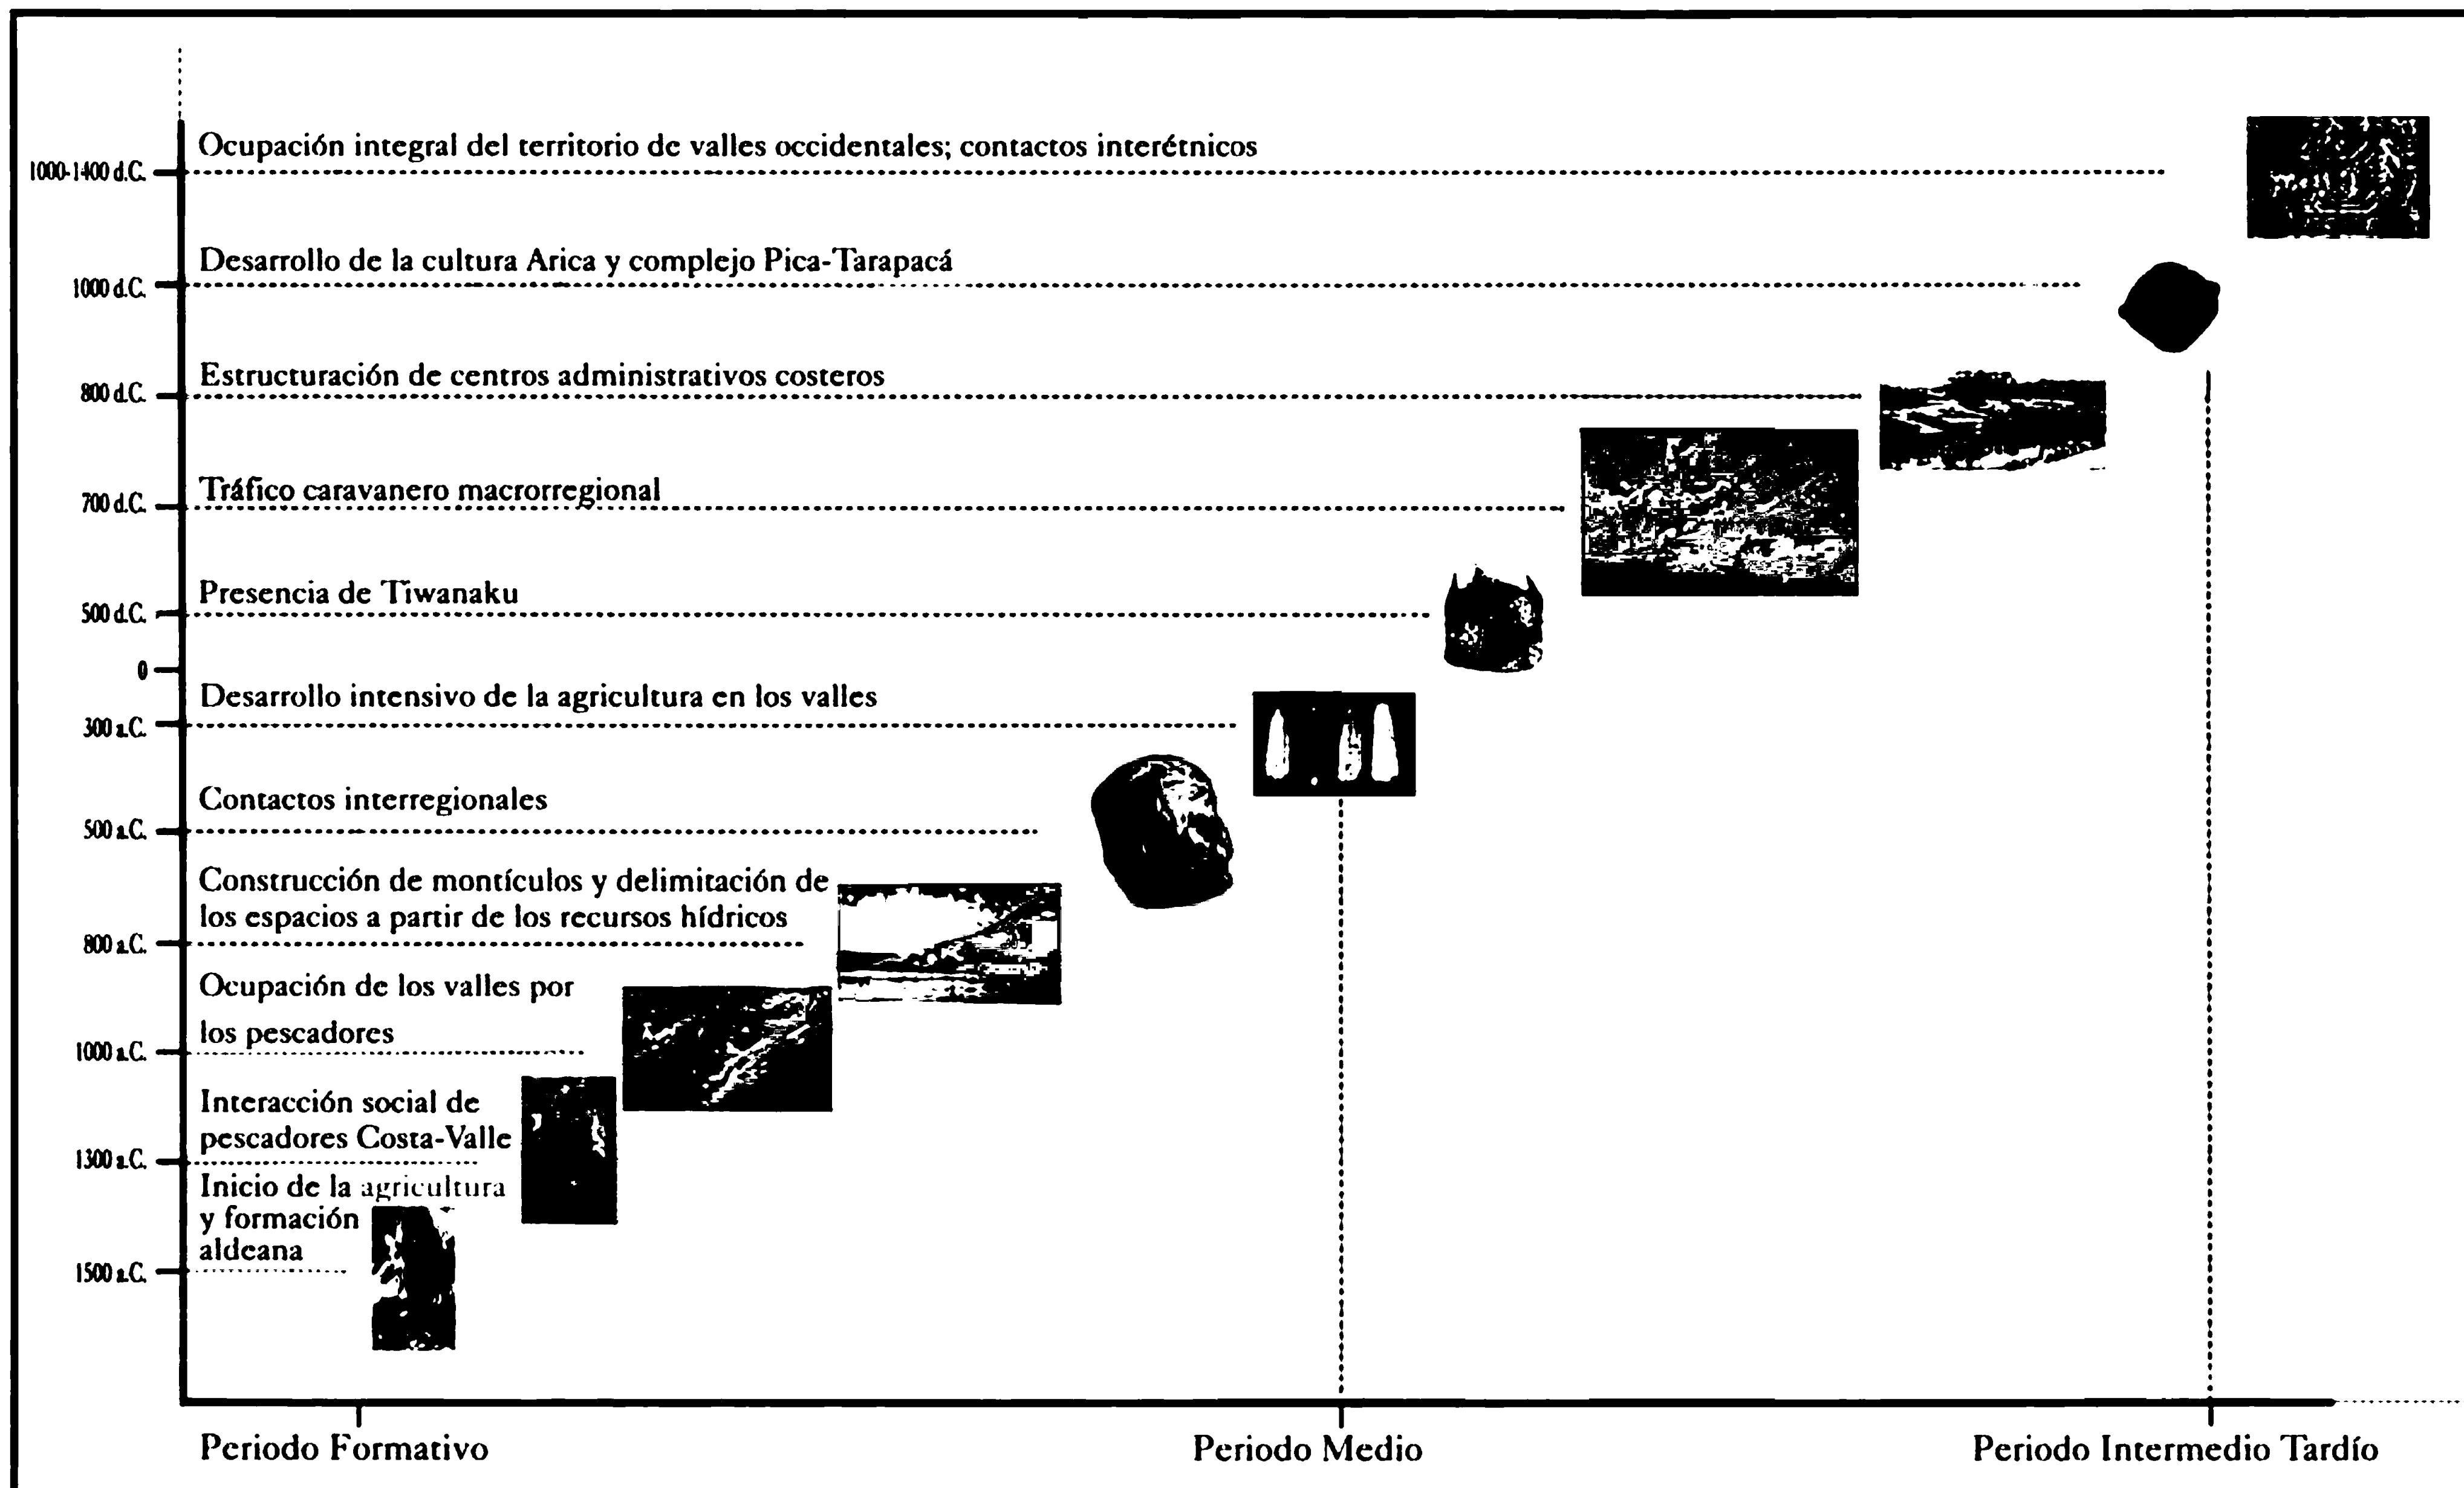 Ocupación integral del territorio de valles occidentales; contactos interétnicos
1000-1400 d.C.
Desarrollo de la cultura Arica y complejo Pica-Tarapacá
1000 d.C.
Estructuración de centros administrativos costeros
800 d.C.
Tráfico caravanero macrorregional
700 d.C.
Presencia de Tiwanaku
500 d.C.
0
Desarrollo intensivo de la agricultura en los valles
300 a.C.
Contactos interregionales
500 a.C.
Construcción de montículos y delimitación de
los espacios a partir de los recursos hídricos
800 a.C.
Ocupación de los valles por
los pescadores
1000 a.C.
Interacción social de
pescadores Costa-Valle
1300 a.C.
Inicio de la agricultura
y formación
aldeana
1500 a.C.
Periodo Formativo
Periodo Medio
Periodo Intermedio Tardío